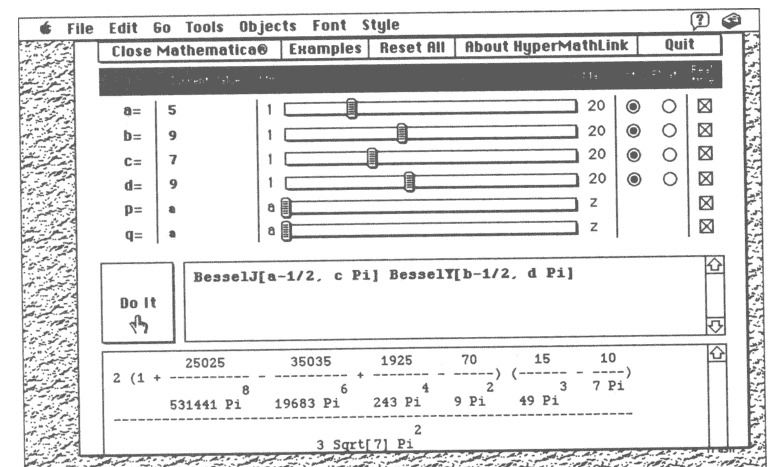 File Edit Go Tools Objects Font Style
Close Mathematica® Examples Reset All About HyperMathLink Quit
a= 5 1 20
b= 9 1 20
c= 7 1 20
d= 9 1 20
p= a a z
q= a a z
BesselJ[a-1/2, c Pi] BesselY[b-1/2, d Pi]
Do It
25025 35035 1925 70 15 10
2 (1 + ----------- - ----------- + -------- - -----) (------ - ----)
8 6 4 2 3 7 Pi
531441 Pi 19683 Pi 243 Pi 9 Pi 49 Pi
------------------------------------------------------------------
2
3 Sqrt[7] Pi